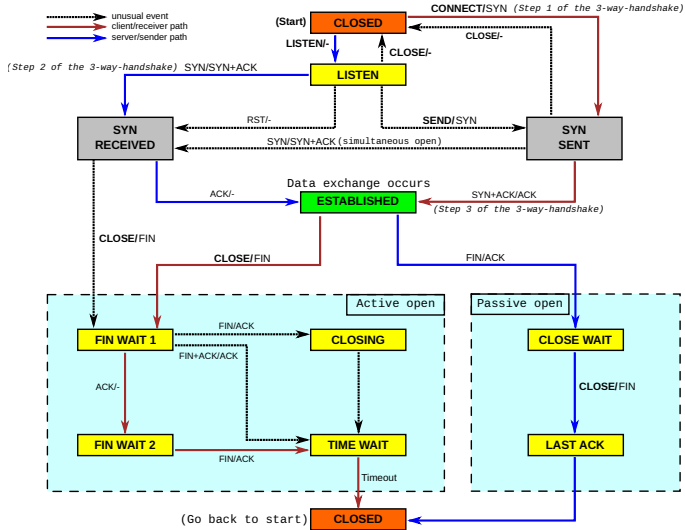 unusual event
client/receiver path
server/sender path
(Start)
CLOSED
CONNECT/SYN (Step 1 of the 3-way-handshake)
LISTEN/-
CLOSE/-
CLOSE/-
(Step 2 of the 3-way-handshake) SYN/SYN+ACK
LISTEN
RST/-
SEND/SYN
SYN
RECEIVED
SYN
SENT
SYN/SYN+ACK (simultaneous open)
Data exchange occurs
ACK/-
ESTABLISHED
SYN+ACK/ACK
(Step 3 of the 3-way-handshake)
CLOSE/FIN
CLOSE/FIN
FIN/ACK
Active open
Passive open
FIN/ACK
FIN WAIT 1
CLOSING
CLOSE WAIT
FIN+ACK/ACK
ACK/-
CLOSE/FIN
FIN WAIT 2
TIME WAIT
LAST ACK
FIN/ACK
Timeout
(Go back to start)
CLOSED